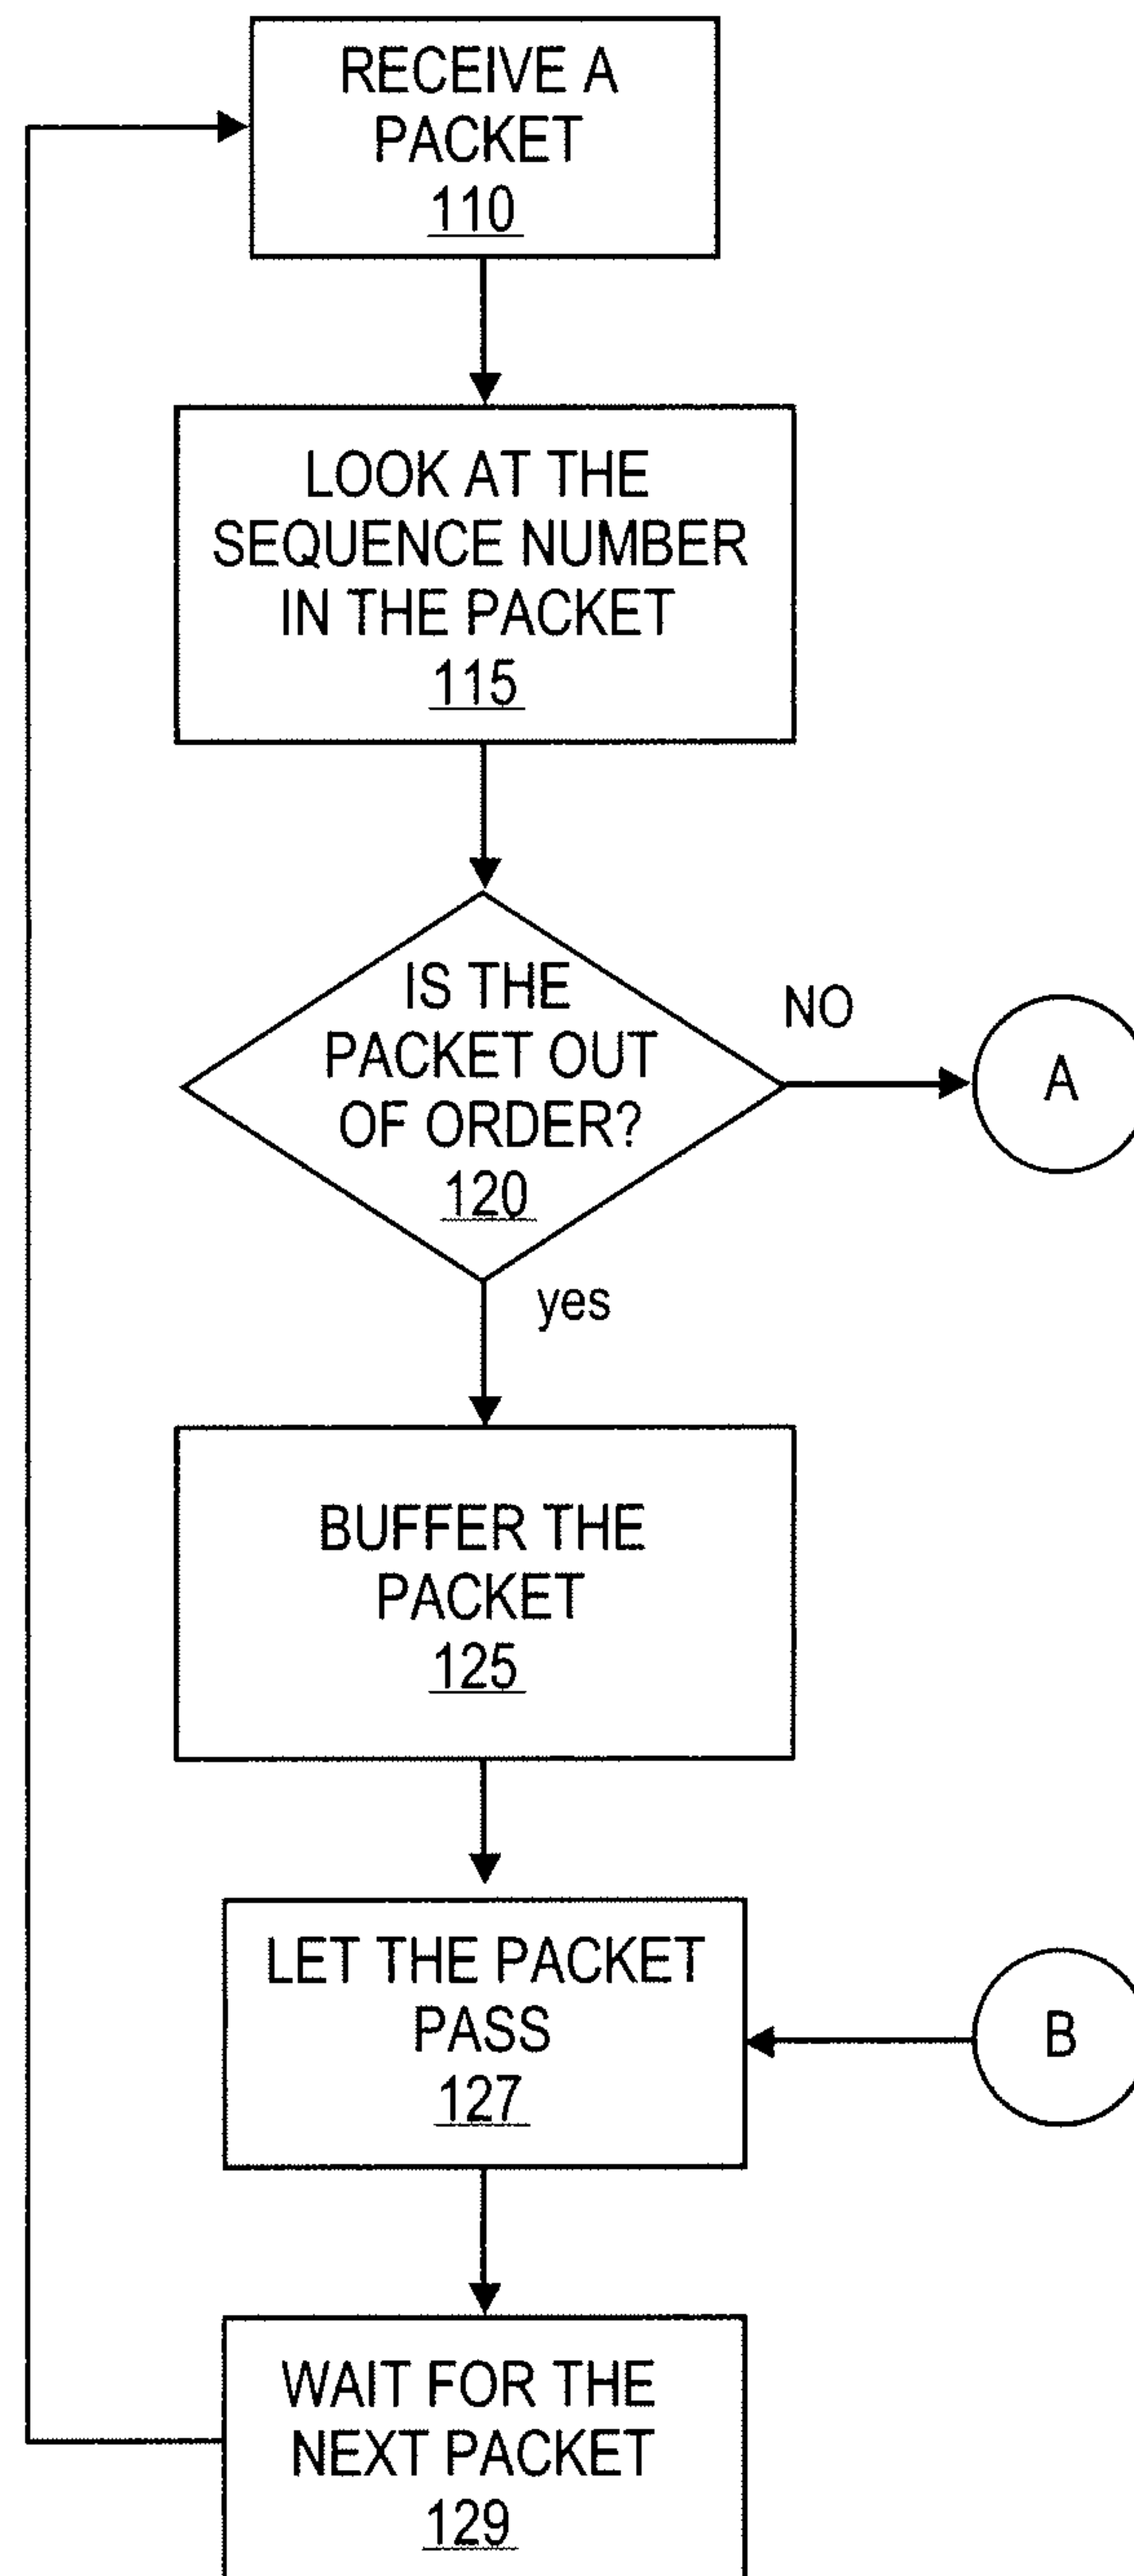 RECEIVE A
PACKET
110
LOOK AT THE
SEQUENCE NUMBER
IN THE PACKET
115
IS THE
PACKET OUT
OF ORDER?
120
NO
A
yes
BUFFER THE
PACKET
125
LET THE PACKET
PASS
127
B
WAIT FOR THE
NEXT PACKET
129